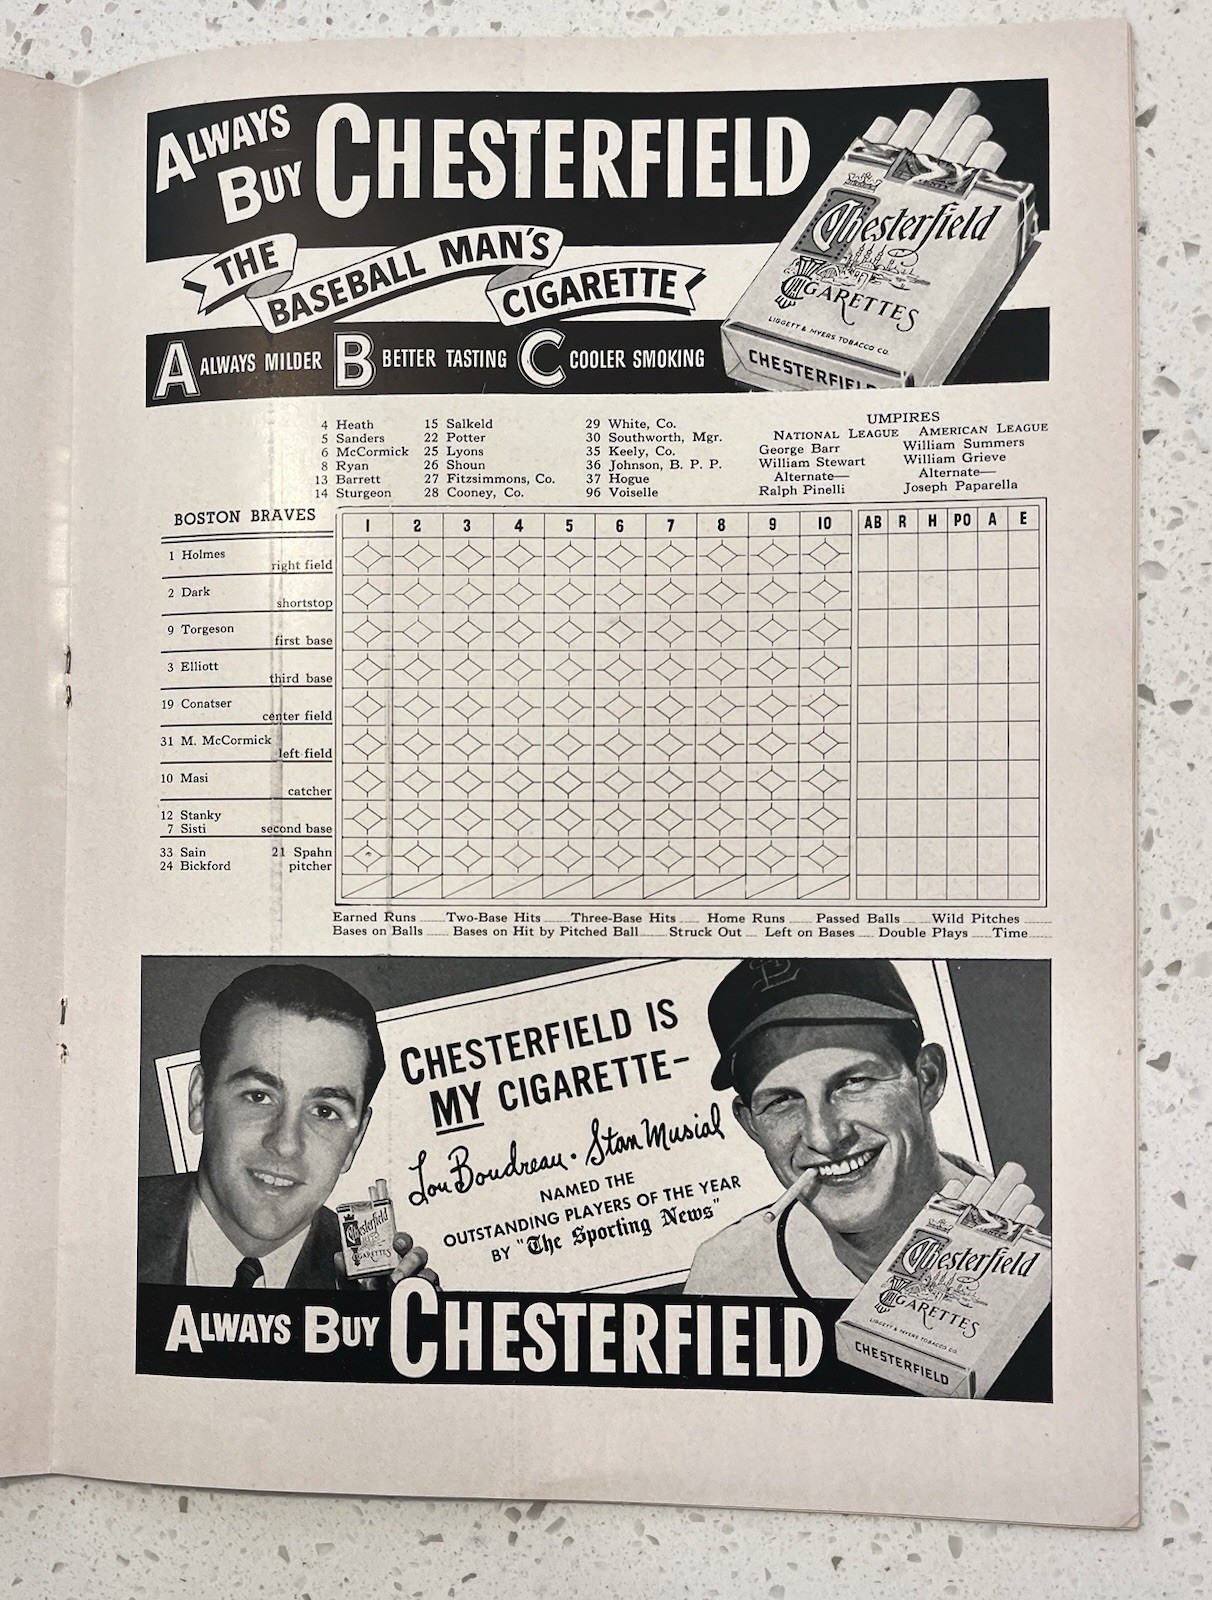 ALWAYS
BUY CHESTERFIELD
THE
BASEBALL MAN'S
CIGARETTE
A ALWAYS MILDER B BETTER TASTING C COOLER SMOKING
Chesterfield
CIGARETTES
LIGGETT & MYERS TOBACCO CO.
CHESTERFIELD
4 Heath
5 Sanders
6 McCormick
8 Ryan
13 Barrett
14 Sturgeon
15 Salkeld
22 Potter
25 Lyons
26 Shoun
27 Fitzsimmons, Co.
28 Cooney, Co.
29 White, Co.
30 Southworth, Mgr.
35 Keely, Co.
36 Johnson, B. P. P.
37 Hogue
96 Voiselle
UMPIRES
NATIONAL LEAGUE
George Barr
William Stewart
Alternate—
Ralph Pinelli
AMERICAN LEAGUE
William Summers
William Grieve
Alternate—
Joseph Paparella
BOSTON BRAVES 1 2 3 4 5 6 7 8 9 10 AB R H PO A E
1 Holmes
right field
2 Dark
shortstop
9 Torgeson
first base
3 Elliott
third base
19 Conatser
center field
31 M. McCormick
left field
10 Masi
catcher
12 Stanky
7 Sisti second base
33 Sain 21 Spahn
24 Bickford pitcher
Earned Runs Two-Base Hits Three-Base Hits Home Runs Passed Balls Wild Pitches
Bases on Balls Bases on Hit by Pitched Ball Struck Out Left on Bases Double Plays Time
CHESTERFIELD IS
MY CIGARETTE-
Lou Boudreau · Stan Musial
NAMED THE
OUTSTANDING PLAYERS OF THE YEAR
BY "The Sporting News"
Chesterfield
CIGARETTES
Chesterfield
CIGARETTES
LIGGETT & MYERS TOBACCO CO.
CHESTERFIELD
ALWAYS BUY CHESTERFIELD